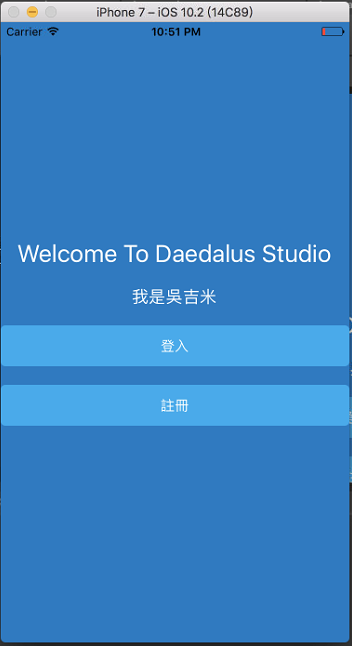 iPhone 7 – iOS 10.2 (14C89)
Carrier 10:51 PM
Welcome To Daedalus Studio
我是吳吉米
登入
註冊